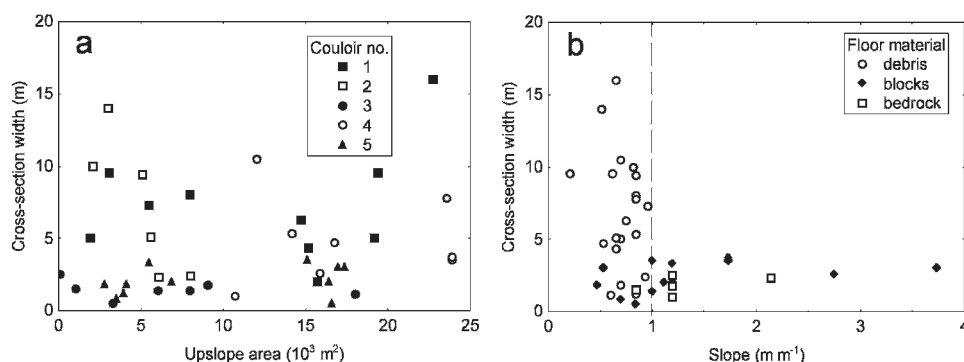 a
Couloir no.
1
2
3
4
5
20
15
10
5
0
0 5 10 15 20 25
Cross-section width (m)
Upslope area (10³ m²)
b
Floor material
debris
blocks
bedrock
20
15
10
5
0
0 1 2 3 4
Cross-section width (m)
Slope (m m⁻¹)